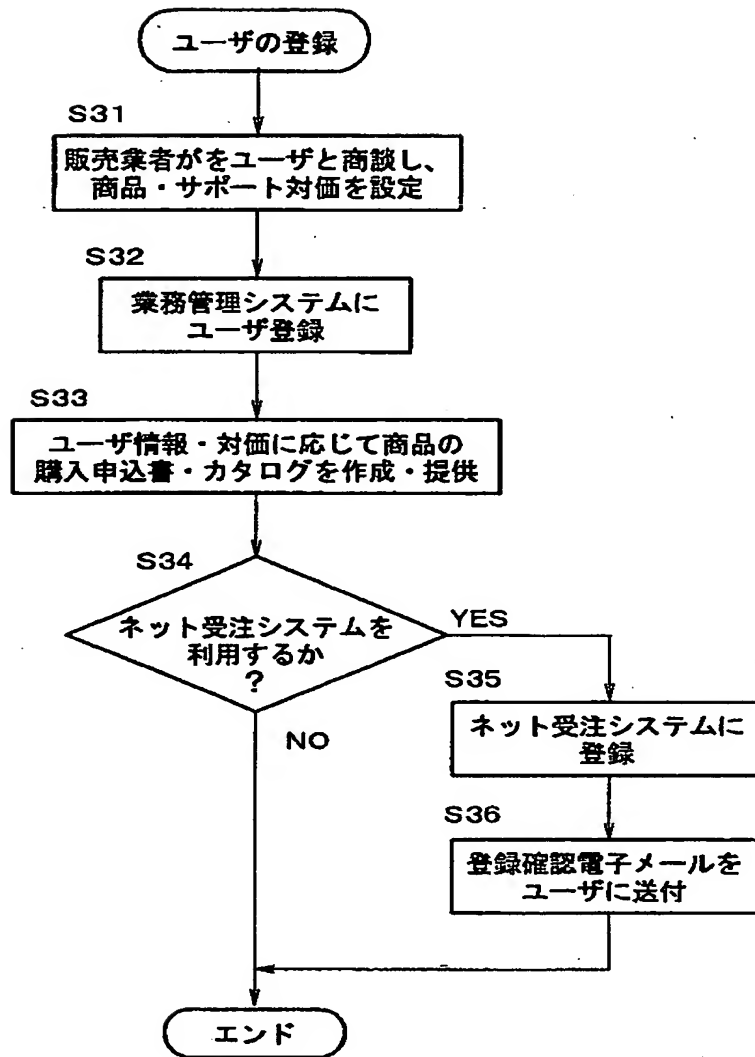 ユーザの登録
S31
販売業者がをユーザと商談し、
商品・サポート対価を設定
S32
業務管理システムに
ユーザ登録
S33
ユーザ情報・対価に応じて商品の
購入申込書・カタログを作成・提供
S34
ネット受注システムを
利用するか
?
YES
NO
S35
ネット受注システムに
登録
S36
登録確認電子メールを
ユーザに送付
エンド